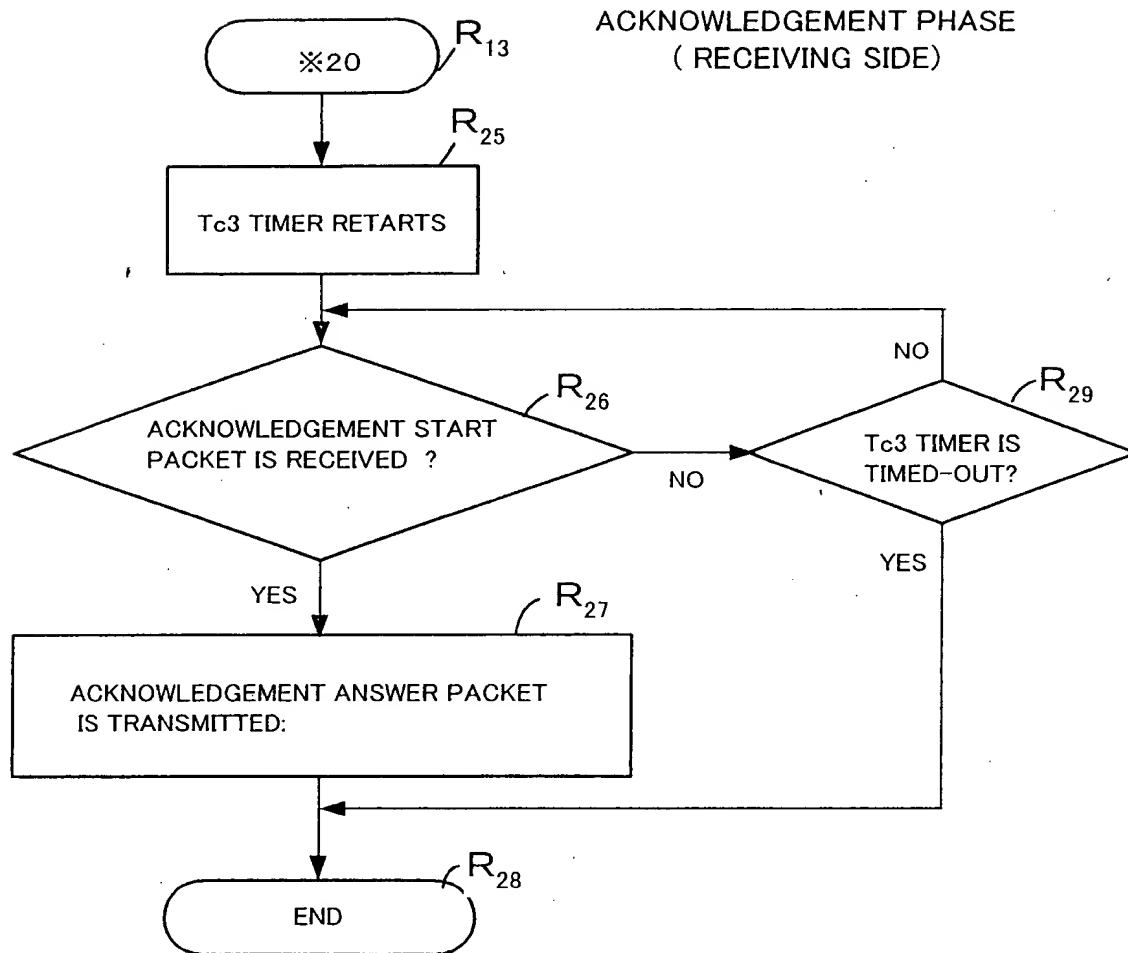 ACKNOWLEDGEMENT PHASE
( RECEIVING SIDE)
※20
R13
R25
Tc3 TIMER RETARTS
NO
R26
R29
ACKNOWLEDGEMENT START
PACKET IS RECEIVED ?
Tc3 TIMER IS
TIMED-OUT?
NO
YES
YES
R27
ACKNOWLEDGEMENT ANSWER PACKET
IS TRANSMITTED:
R28
END